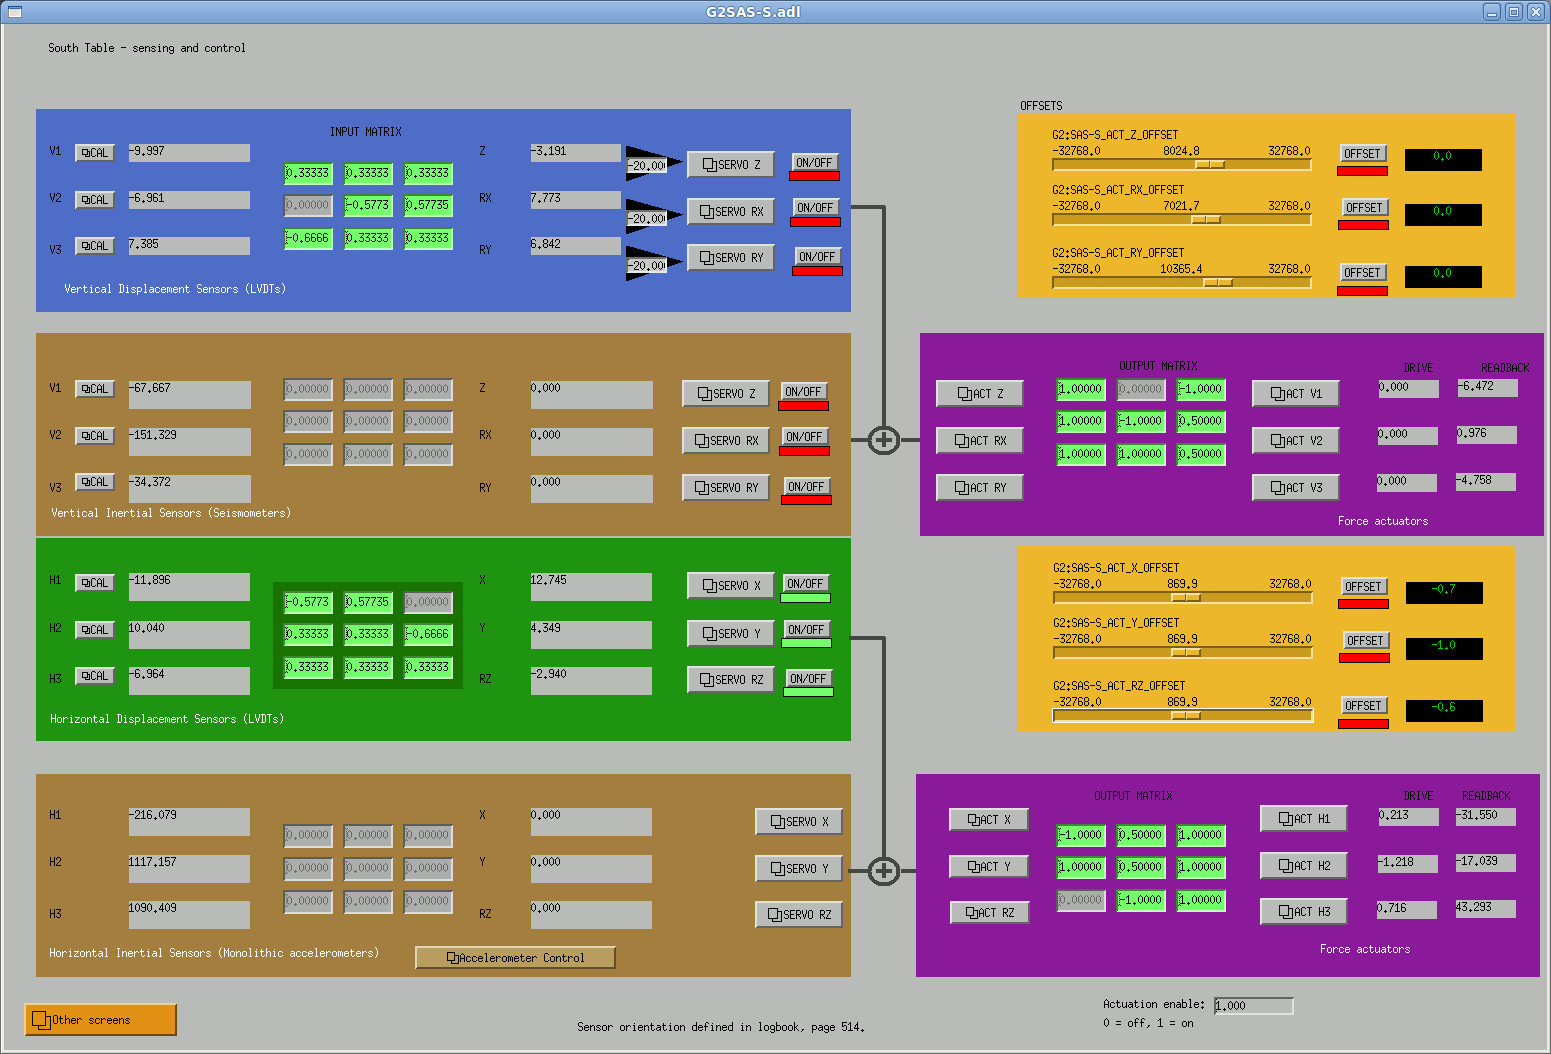 G2SAS-S.adl
South Table - sensing and control
INPUT MATRIX
V1 CAL -9.997
V2 CAL -6.961
V3 CAL 7.385
0.33333 0.33333 0.33333
0.00000 -0.5773 0.57735
-0.6666 0.33333 0.33333
Z -3.191 -20.00 SERVO Z ON/OFF
RX 7.773 -20.00 SERVO RX ON/OFF
RY 6.842 -20.00 SERVO RY ON/OFF
Vertical Displacement Sensors (LVDTs)
OFFSETS
G2:SAS-S_ACT_Z_OFFSET
-32768.0 8024.8 32768.0 OFFSET 0.0
G2:SAS-S_ACT_RX_OFFSET
-32768.0 7021.7 32768.0 OFFSET 0.0
G2:SAS-S_ACT_RY_OFFSET
-32768.0 10365.4 32768.0 OFFSET 0.0
V1 CAL -67.667
V2 CAL -151.329
V3 CAL -34.372
0.00000 0.00000 0.00000
0.00000 0.00000 0.00000
0.00000 0.00000 0.00000
Z 0.000 SERVO Z ON/OFF
RX 0.000 SERVO RX ON/OFF
RY 0.000 SERVO RY ON/OFF
Vertical Inertial Sensors (Seismometers)
OUTPUT MATRIX DRIVE READBACK
ACT Z 1.00000 0.00000 -1.0000 ACT V1 0.000 -6.472
ACT RX 1.00000 -1.0000 0.50000 ACT V2 0.000 0.976
ACT RY 1.00000 1.00000 0.50000 ACT V3 0.000 -4.758
Force actuators
H1 CAL -11.896
H2 CAL 10.040
H3 CAL -6.964
-0.5773 0.57735 0.00000
0.33333 0.33333 -0.6666
0.33333 0.33333 0.33333
X 12.745 SERVO X ON/OFF
Y 4.349 SERVO Y ON/OFF
RZ -2.940 SERVO RZ ON/OFF
Horizontal Displacement Sensors (LVDTs)
G2:SAS-S_ACT_X_OFFSET
-32768.0 869.9 32768.0 OFFSET -0.7
G2:SAS-S_ACT_Y_OFFSET
-32768.0 869.9 32768.0 OFFSET -1.0
G2:SAS-S_ACT_RZ_OFFSET
-32768.0 869.9 32768.0 OFFSET -0.6
H1 -216.079
H2 1117.157
H3 1090.409
0.00000 0.00000 0.00000
0.00000 0.00000 0.00000
0.00000 0.00000 0.00000
X 0.000 SERVO X
Y 0.000 SERVO Y
RZ 0.000 SERVO RZ
Horizontal Inertial Sensors (Monolithic accelerometers)
Accelerometer Control
OUTPUT MATRIX DRIVE READBACK
ACT X -1.0000 0.50000 1.00000 ACT H1 0.213 -31.550
ACT Y 1.00000 0.50000 1.00000 ACT H2 -1.218 -17.039
ACT RZ 0.00000 -1.0000 1.00000 ACT H3 0.716 43.293
Force actuators
Other screens
Sensor orientation defined in logbook, page 514.
Actuation enable: 1.000
0 = off, 1 = on